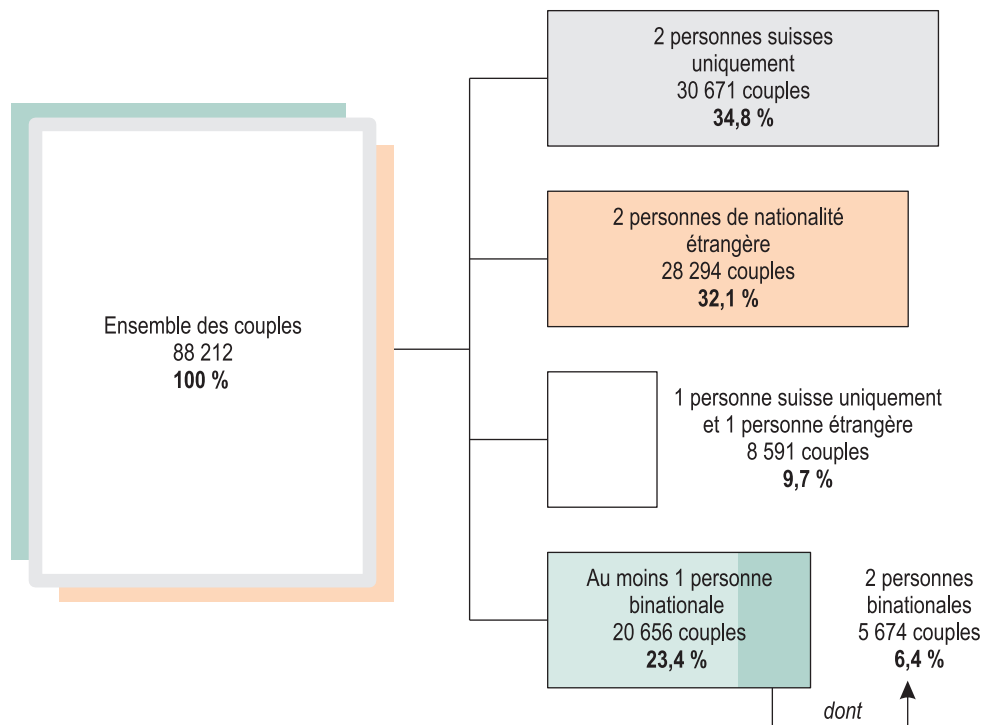 2 personnes suisses
uniquement
30 671 couples
34,8 %
2 personnes de nationalité
étrangère
28 294 couples
32,1 %
Ensemble des couples
88 212
100 %
1 personne suisse uniquement
et 1 personne étrangère
8 591 couples
9,7 %
Au moins 1 personne
binationale
20 656 couples
23,4 %
2 personnes
binationales
5 674 couples
6,4 %
dont